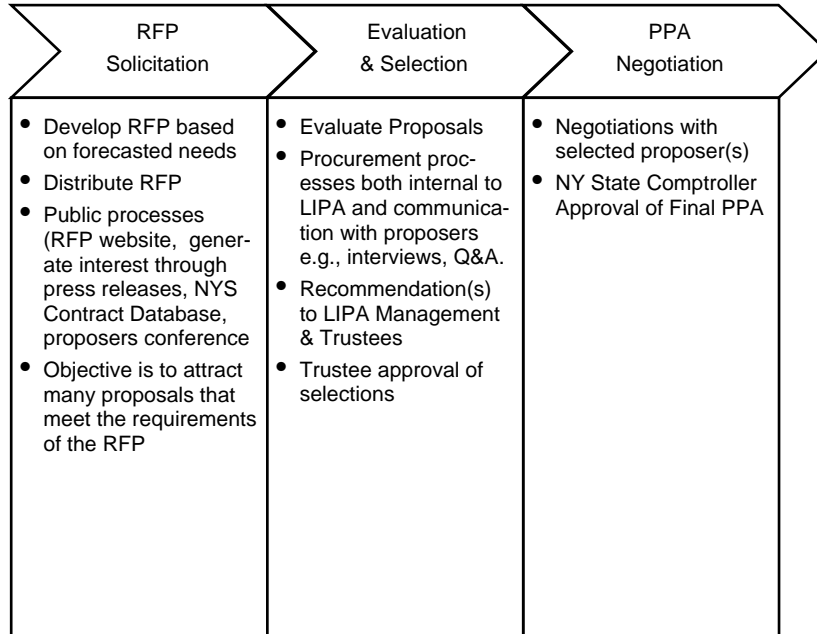 RFP
Solicitation
Evaluation
& Selection
PPA
Negotiation
• Develop RFP based
on forecasted needs
• Distribute RFP
• Public processes
(RFP website, gener-
ate interest through
press releases, NYS
Contract Database,
proposers conference
• Objective is to attract
many proposals that
meet the requirements
of the RFP
• Evaluate Proposals
• Procurement proc-
esses both internal to
LIPA and communica-
tion with proposers
e.g., interviews, Q&A.
• Recommendation(s)
to LIPA Management
& Trustees
• Trustee approval of
selections
• Negotiations with
selected proposer(s)
• NY State Comptroller
Approval of Final PPA